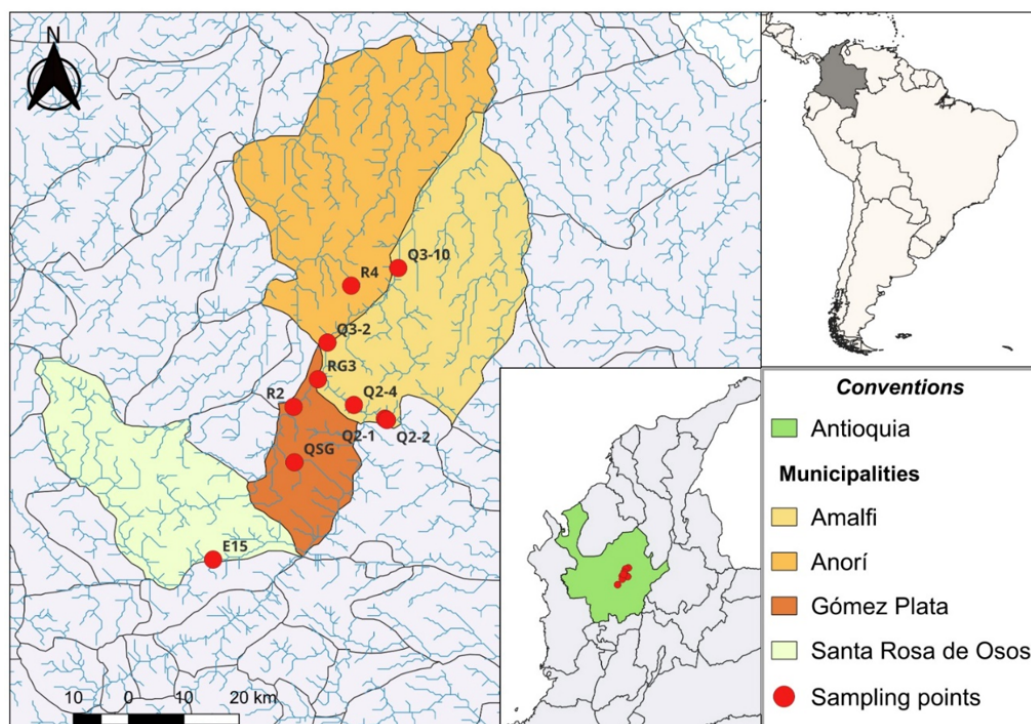 N
Q3-10
R4
Q3-2
RG3
Q2-4
R2
Q2-1
Q2-2
QSG
E15
10 0 10 20 km
Conventions
Antioquia
Municipalities
Amalfi
Anorí
Gómez Plata
Santa Rosa de Osos
Sampling points